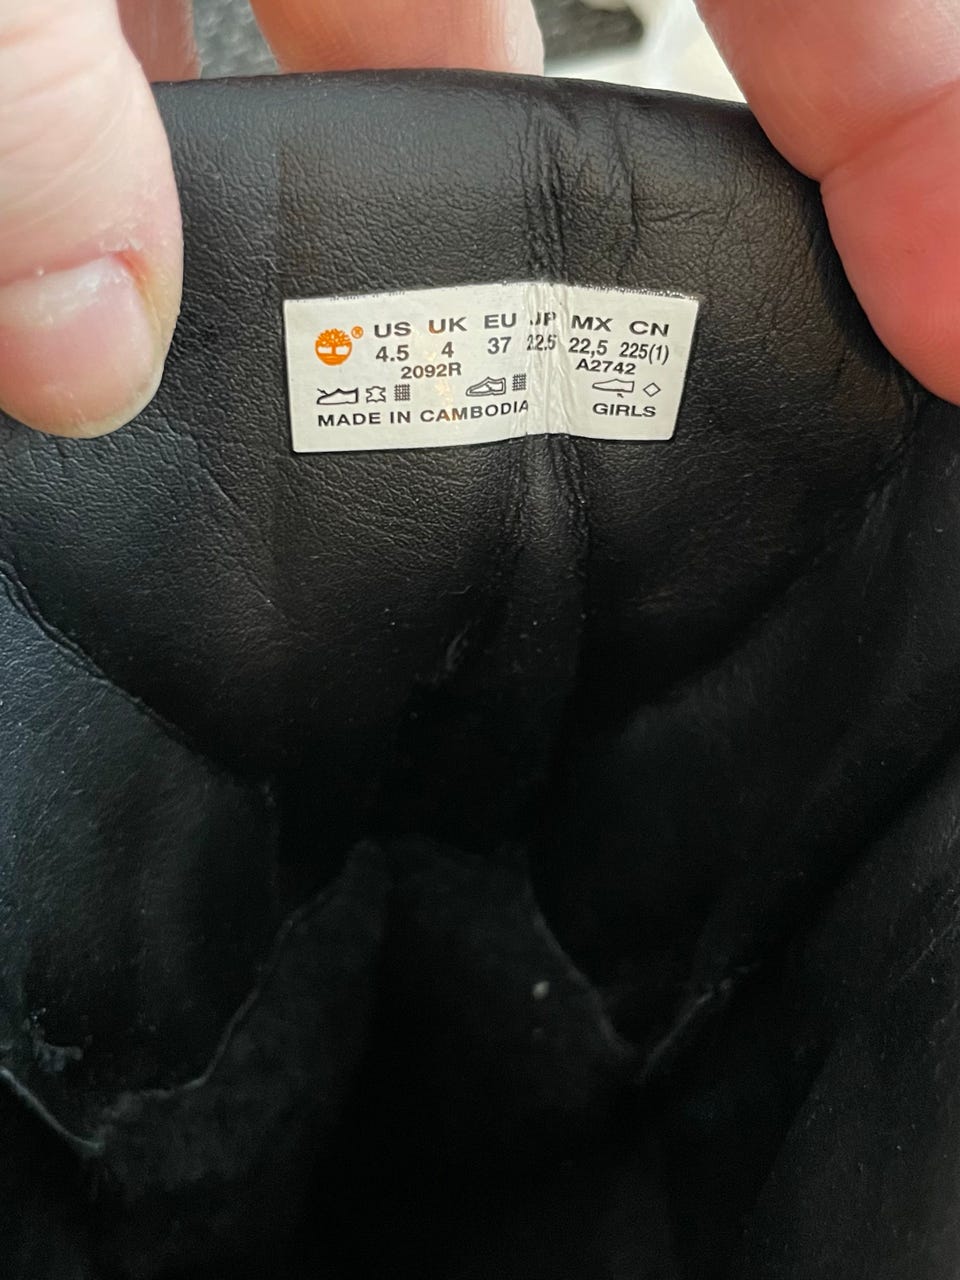 ® US UK EU JP MX CN
4.5 4 37 22.5 22,5 225(1)
2092R A2742
MADE IN CAMBODIA GIRLS